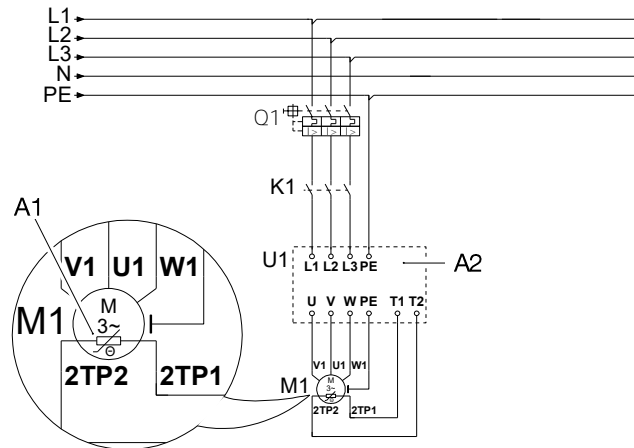 L1
L2
L3
N
PE
Q1
I> I> I>
K1
A1
U1 L1 L2 L3 PE A2
U V W PE T1 T2
V1 U1 W1
M1 M 3~ Θ
2TP2 2TP1
V1 U1 W1
M1 M 3~
2TP2 2TP1